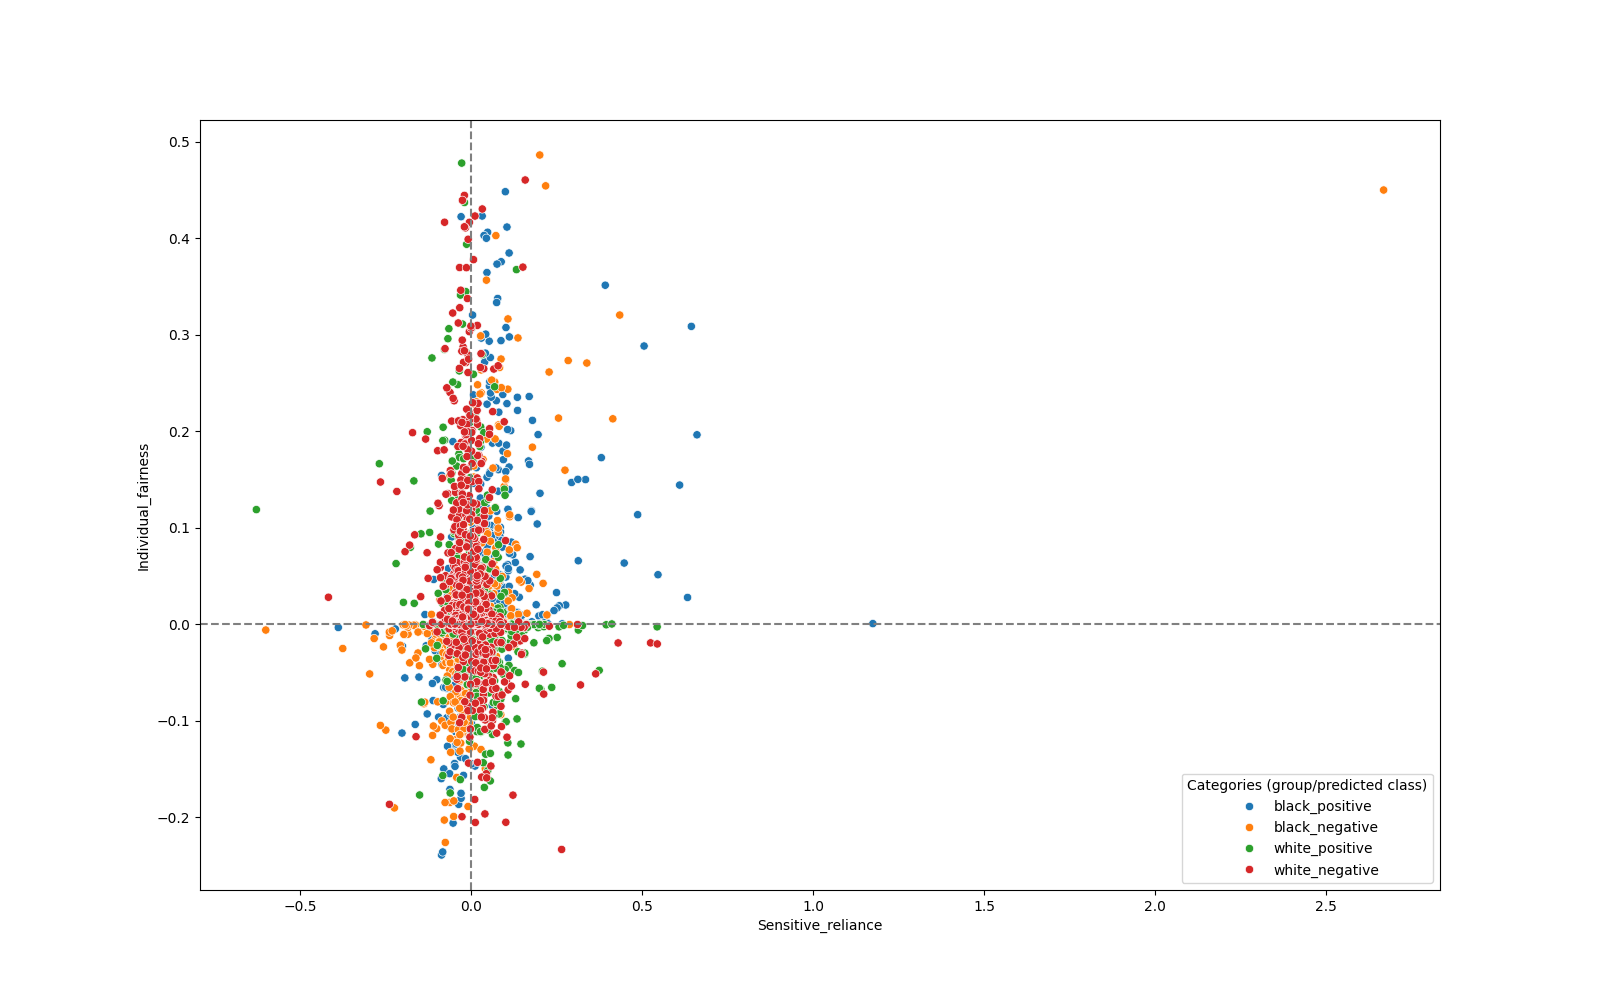 0.5
0.4
0.3
0.2
0.1
0.0
−0.1
−0.2
Individual_fairness
−0.5
0.0
0.5
1.0
1.5
2.0
2.5
Sensitive_reliance
Categories (group/predicted class)
black_positive
black_negative
white_positive
white_negative